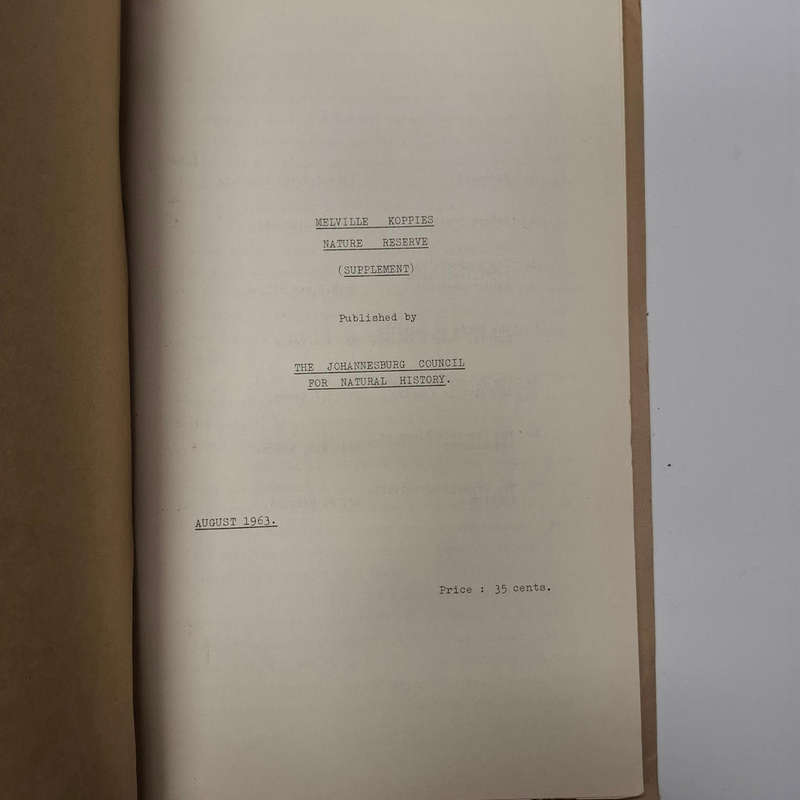 MELVILLE KOPPIES
NATURE RESERVE
(SUPPLEMENT)
Published by
THE JOHANNESBURG COUNCIL
FOR NATURAL HISTORY.
AUGUST 1963.
Price : 35 cents.